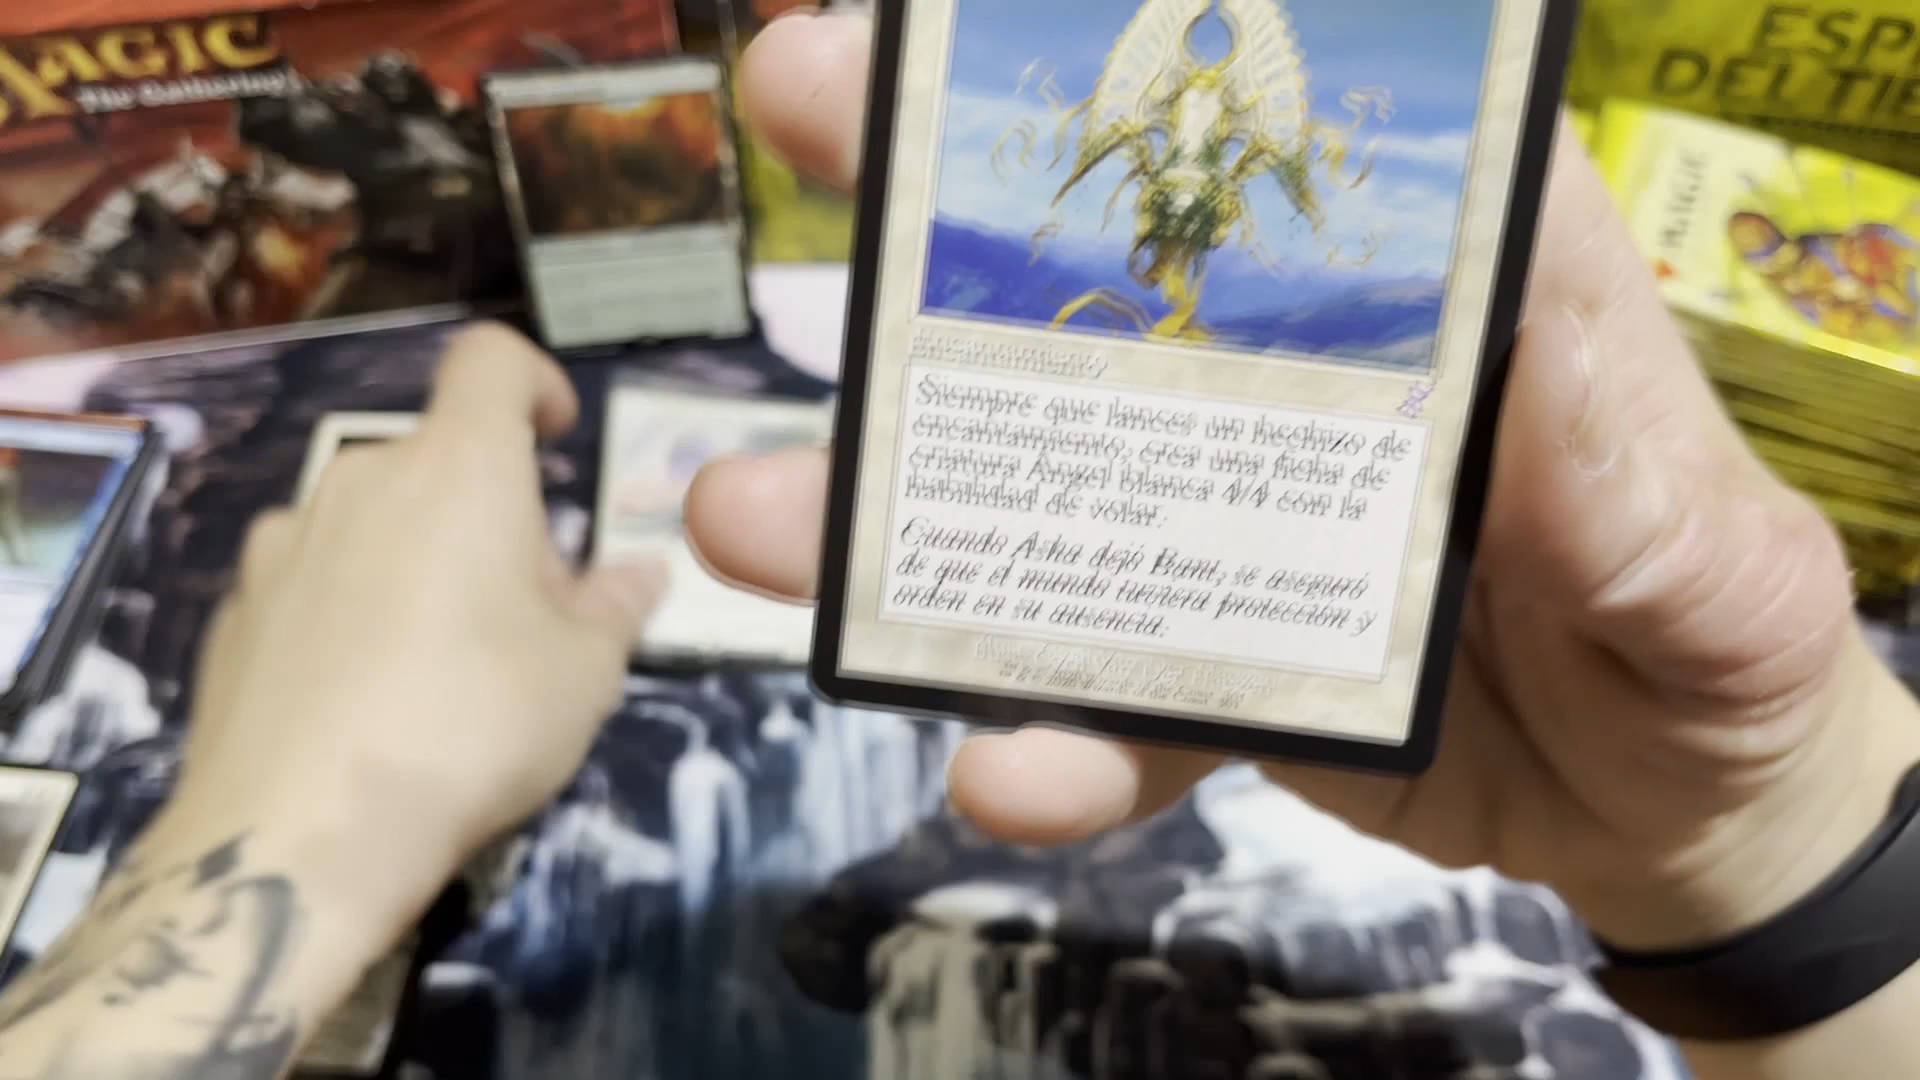 MAGIC
The Gathering
ESP
DEL TIE
MAGIC
Encantamiento
Siempre que lances un hechizo de
encantamiento, crea una ficha de
criatura Ángel blanca 4/4 con la
habilidad de volar.
Cuando Asha dejó Bant, se aseguró
de que el mundo tuviera protección y
orden en su ausencia.